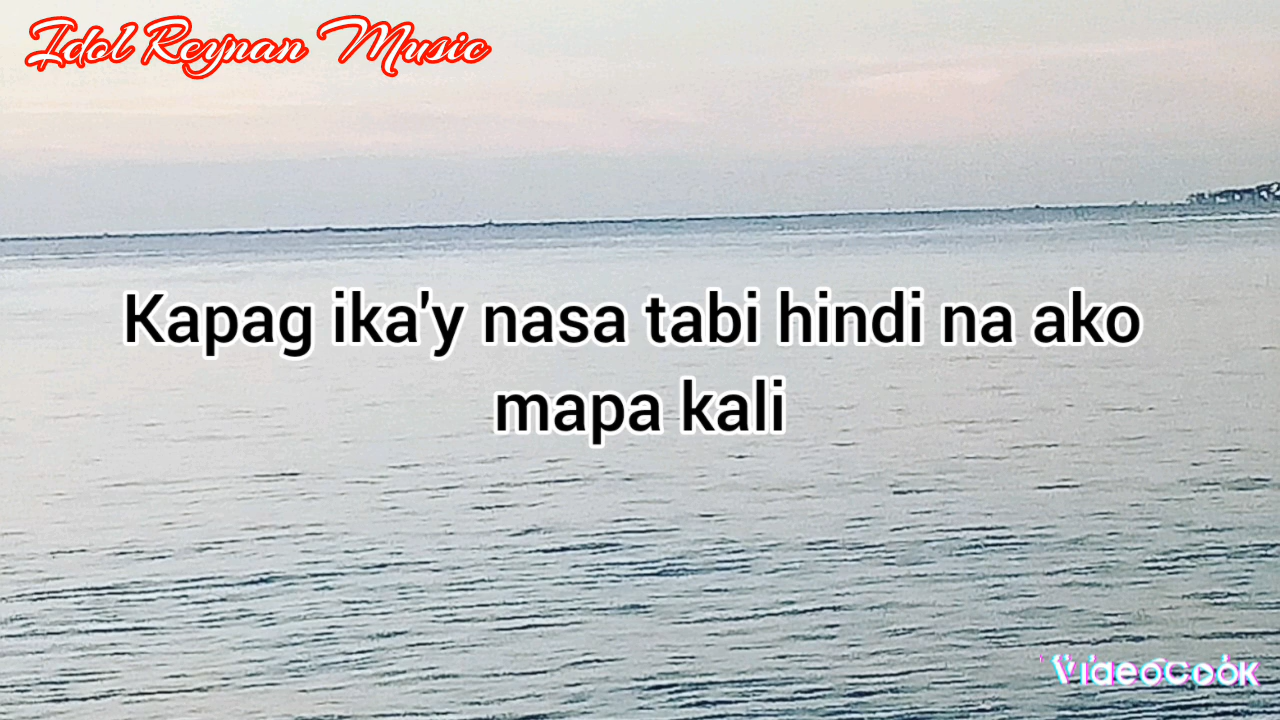 Idol Reynan Music
Kapag ika'y nasa tabi hindi na ako
mapa kali
VideoCook